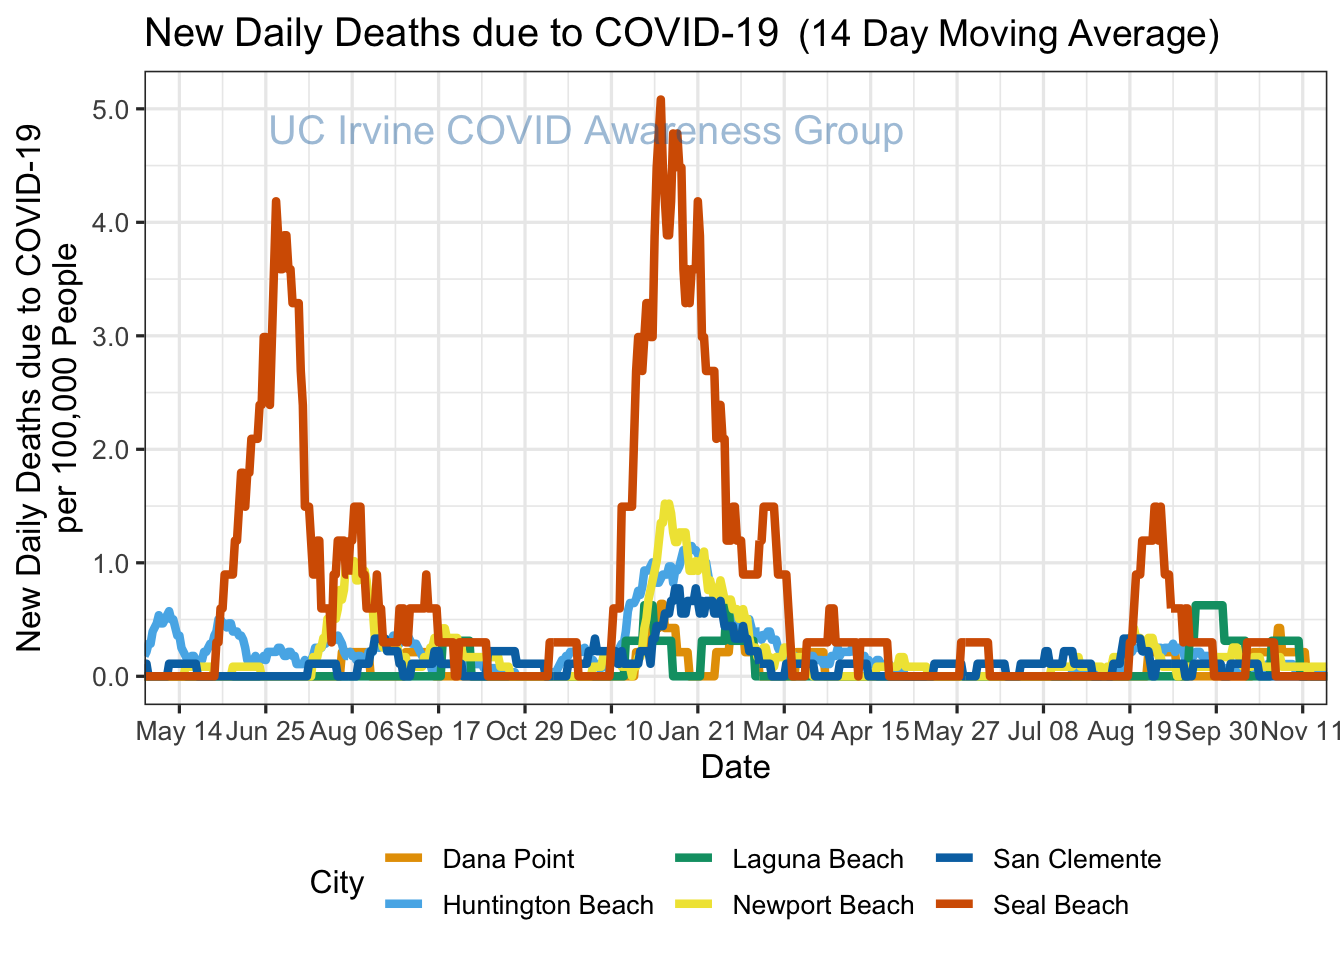 New Daily Deaths due to COVID-19 (14 Day Moving Average)
UC Irvine COVID Awareness Group
New Daily Deaths due to COVID-19
per 100,000 People
5.0
4.0
3.0
2.0
1.0
0.0
May 14 Jun 25 Aug 06 Sep 17 Oct 29 Dec 10 Jan 21 Mar 04 Apr 15 May 27 Jul 08 Aug 19 Sep 30 Nov 11
Date
City
Dana Point Laguna Beach San Clemente
Huntington Beach Newport Beach Seal Beach